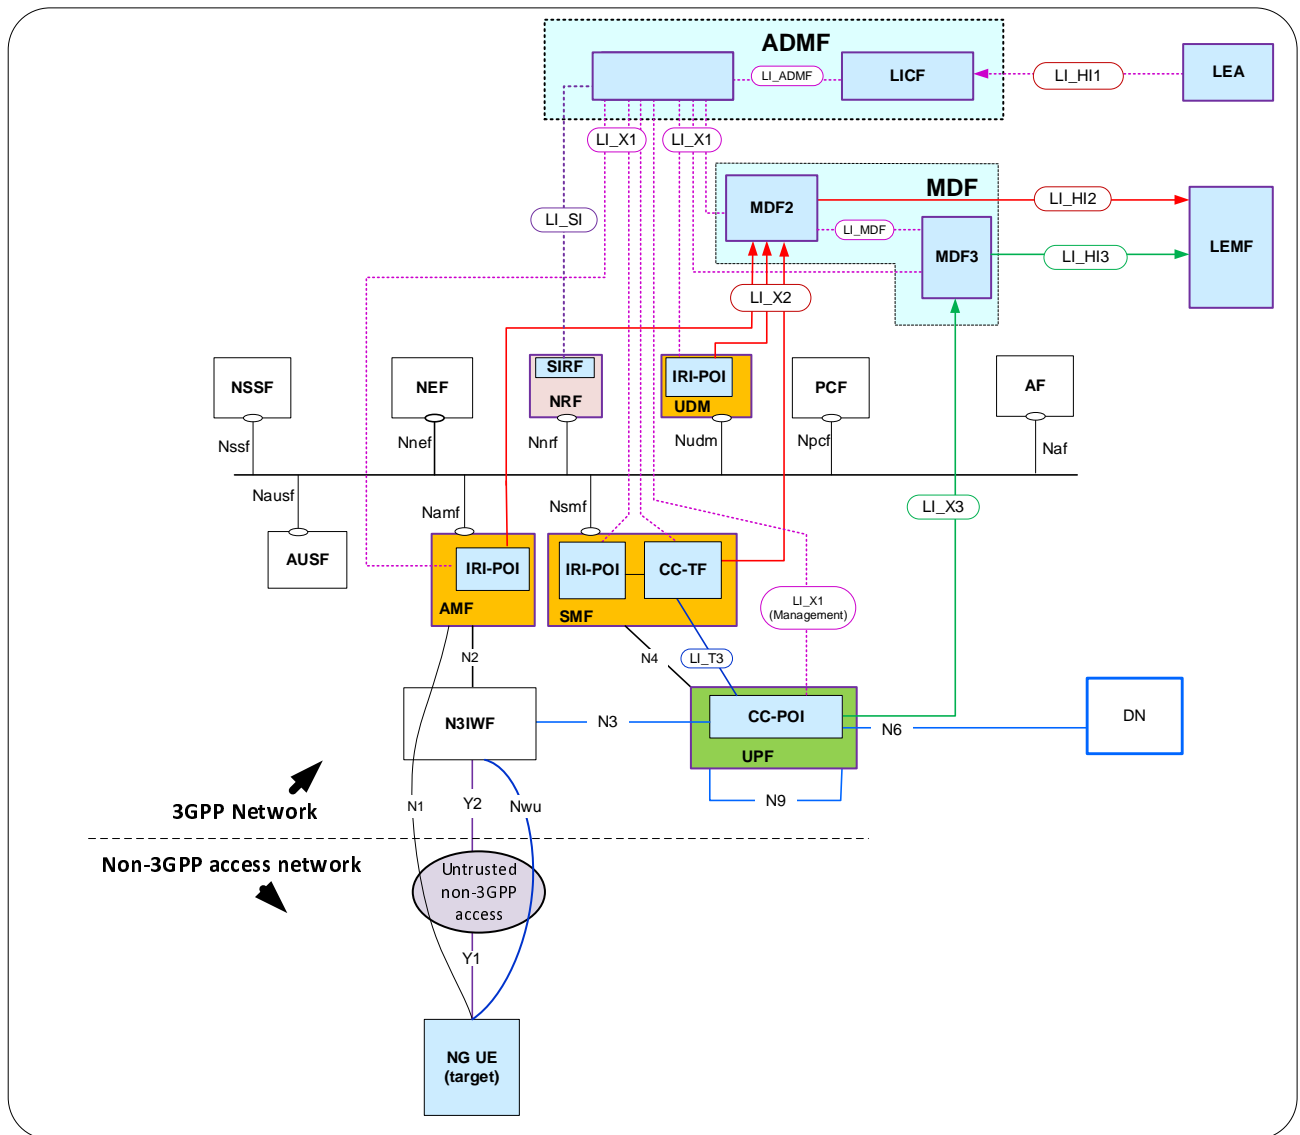 ADMF
LI_ADMF
LICF
LI_HI1
LEA
LI_X1
LI_X1
MDF
MDF2
LI_HI2
LI_SI
LI_MDF
LEMF
MDF3
LI_HI3
LI_X2
SIRF
NSSF
NEF
NRF
IRI-POI
UDM
PCF
AF
Nssf
Nnef
Nnrf
Nudm
Npcf
Naf
Nausf
Namf
Nsmf
LI_X3
AUSF
IRI-POI
AMF
IRI-POI
CC-TF
SMF
LI_X1
(Management)
N2
N4
LI_T3
N3IWF
N3
CC-POI
UPF
N6
DN
N9
N1
Y2
Nwu
3GPP Network
Non-3GPP access network
Untrusted
non-3GPP
access
Y1
NG UE
(target)